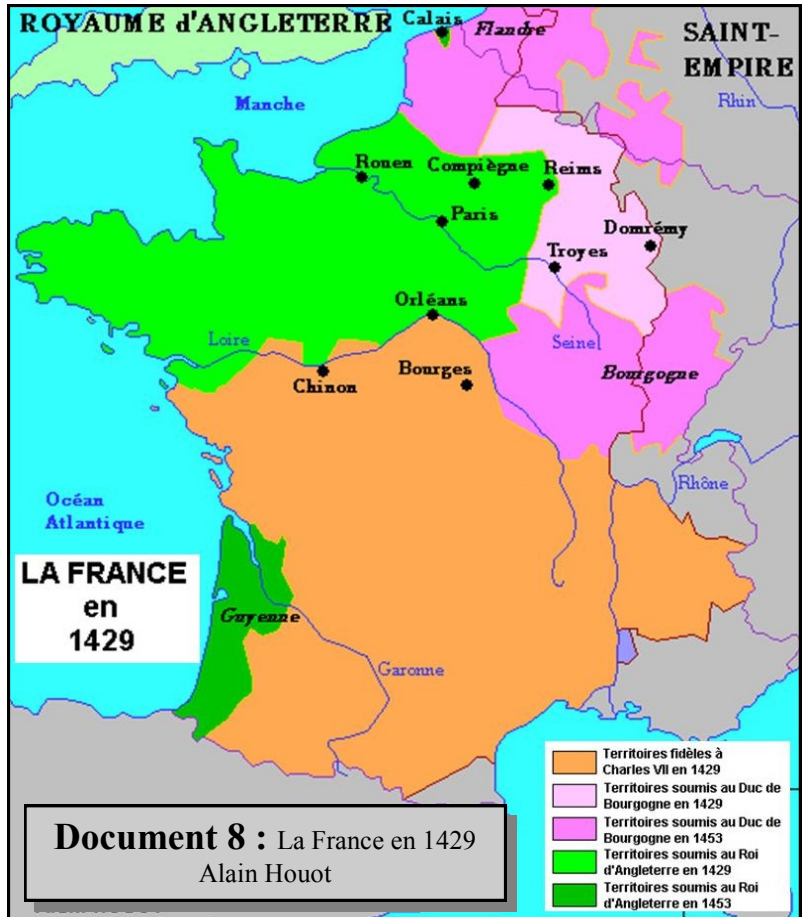 ROYAUME d'ANGLETERRE
Calais
Flandre
SAINT-
EMPIRE
Manche
Rhin
Rouen
Compiègne
Reims
Paris
Domrémy
Troyes
Orléans
Loire
Seine
Chinon
Bourges
Bourgogne
Rhône
Océan
Atlantique
LA FRANCE
en
1429
Guyenne
Garonne
Territoires fidèles à
Charles VII en 1429
Territoires soumis au Duc de
Bourgogne en 1429
Territoires soumis au Duc de
Bourgogne en 1453
Territoires soumis au Roi
d'Angleterre en 1429
Territoires soumis au Roi
d'Angleterre en 1453
Document 8 : La France en 1429
Alain Houot